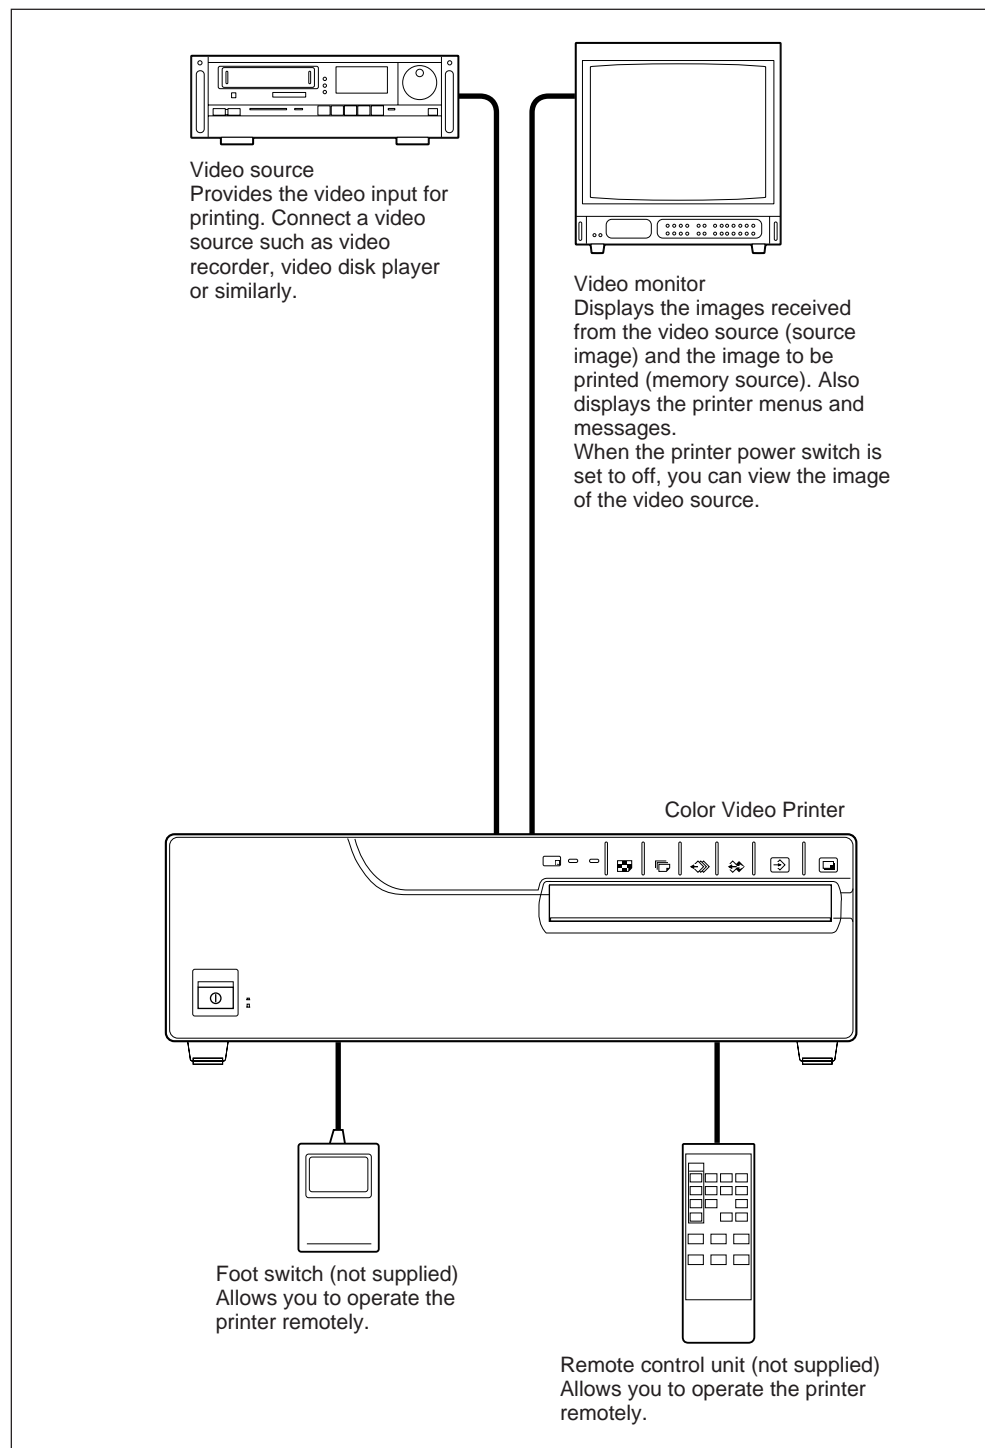 Video source
Provides the video input for
printing. Connect a video
source such as video
recorder, video disk player
or similarly.
Video monitor
Displays the images received
from the video source (source
image) and the image to be
printed (memory source). Also
displays the printer menus and
messages.
When the printer power switch is
set to off, you can view the image
of the video source.
Color Video Printer
Foot switch (not supplied)
Allows you to operate the
printer remotely.
Remote control unit (not supplied)
Allows you to operate the printer
remotely.